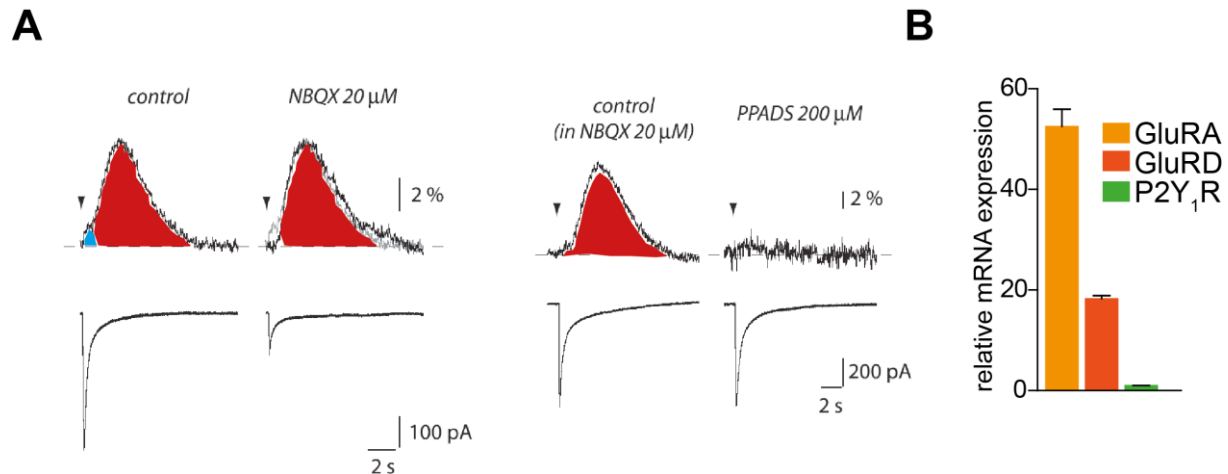 A
control
NBQX 20 µM
2 %
100 pA
2 s
control
(in NBQX 20 µM)
PPADS 200 µM
2 %
200 pA
2 s
B
relative mRNA expression
60
40
20
0
GluRA
GluRD
P2Y₁R